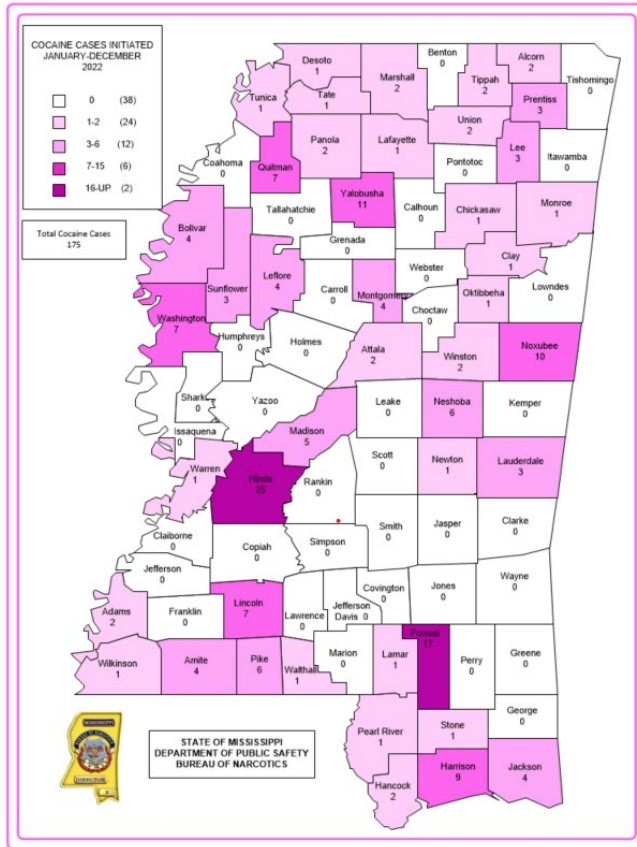 COCAINE CASES INITIATED
JANUARY-DECEMBER
2022
0 (38)
1-2 (24)
3-6 (12)
7-15 (6)
16-UP (2)
Total Cocaine Cases
175
Desoto
1
Tunica
1
Tate
1
Marshall
2
Benton
0
Tippah
2
Alcorn
2
Tishomingo
0
Prentiss
3
Union
2
Panola
2
Lafayette
1
Lee
3
Itawamba
0
Pontotoc
0
Coahoma
0
Quitman
7
Yalobusha
11
Calhoun
0
Chickasaw
1
Monroe
1
Tallahatchie
0
Grenada
0
Bolivar
4
Sunflower
3
Leflore
4
Carroll
0
Montgomery
4
Webster
0
Clay
1
Oktibbeha
1
Lowndes
0
Choctaw
0
Washington
7
Humphreys
0
Holmes
0
Attala
2
Winston
2
Noxubee
10
Shark
0
Issaquena
0
Yazoo
0
Madison
5
Leake
0
Neshoba
6
Kemper
0
Warren
1
Hinds
25
Rankin
0
Scott
0
Newton
1
Lauderdale
3
Claiborne
0
Copiah
0
Simpson
0
Smith
0
Jasper
0
Clarke
0
Jefferson
0
Adams
2
Franklin
0
Lincoln
7
Lawrence
0
Jefferson
Davis 0
Covington
0
Jones
0
Wayne
0
Wilkinson
1
Amite
4
Pike
6
Walthall
1
Marion
0
Lamar
1
Forrest
17
Perry
0
Greene
0
George
0
Pearl River
1
Stone
1
Hancock
2
Harrison
9
Jackson
4
MISSISSIPPI
DIRECTOR
STATE OF MISSISSIPPI
DEPARTMENT OF PUBLIC SAFETY
BUREAU OF NARCOTICS